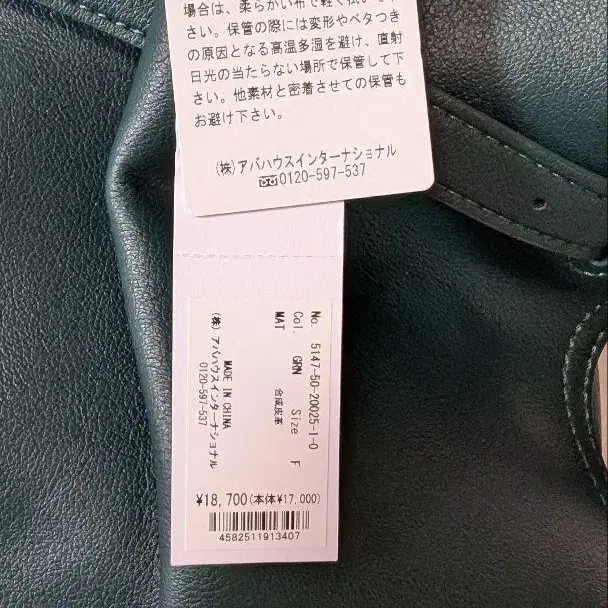 場合は、柔らかい布で軽く拭いて下
さい。保管の際には変形やベタつき
の原因となる高温多湿を避け、直射
日光の当たらない場所で保管して下
さい。他素材と密着させての保管も
お避け下さい。
(株)アバハウスインターナショナル
0120-597-537
No. 5147-50-20025-1-0
Col. GRN Size F
MAT 合成皮革
MADE IN CHINA
(株) アバハウスインターナショナル
0120-597-537
¥18,700(本体¥17,000)
4582511913407